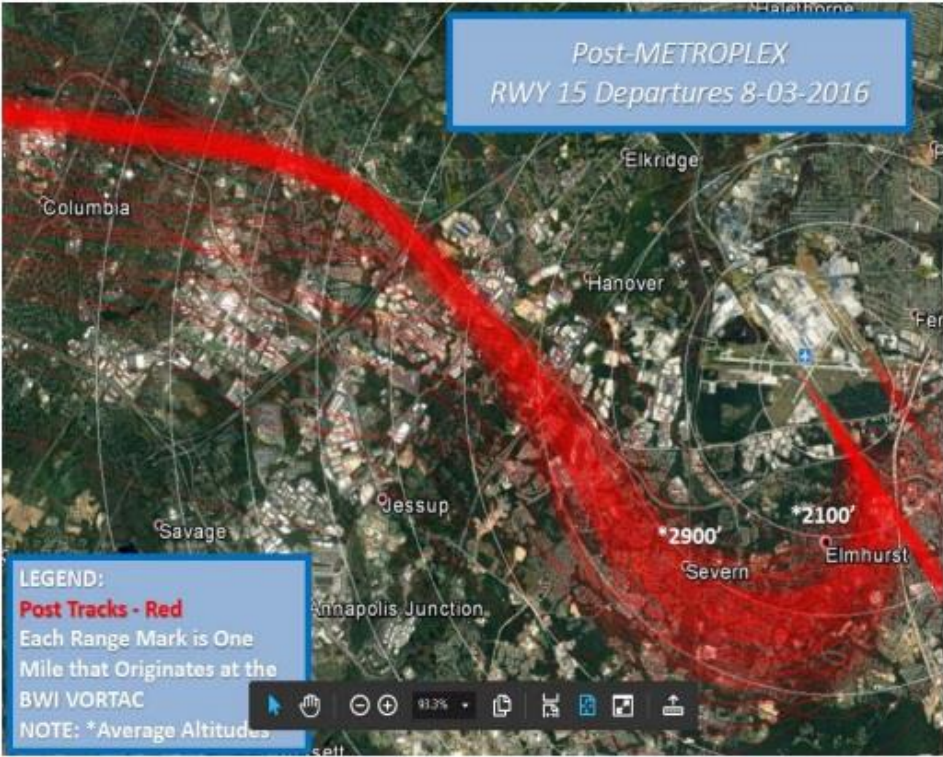 Halethorne
Post-METROPLEX
RWY 15 Departures 8-03-2016
Elkridge
Columbia
Hanover
Fer
*2100'
*2900'
Jessup
Savage
Elmhurst
Severn
LEGEND:
Post Tracks - Red
Each Range Mark is One
Mile that Originates at the
BWI VORTAC
NOTE: *Average Altitudes
Annapolis Junction
93.3%
sett